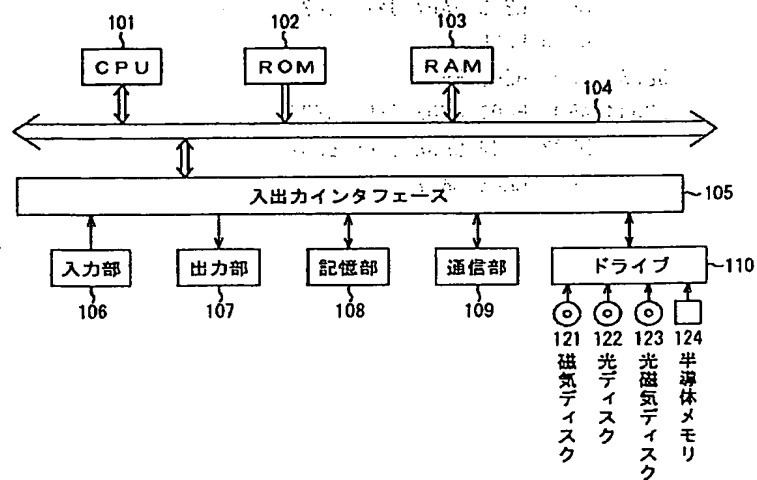 101
102
103
CPU
ROM
RAM
104
入出力インタフェース
105
入力部
出力部
記憶部
通信部
ドライブ
110
106
107
108
109
121
122
123
124
磁気ディスク
光ディスク
光磁気ディスク
半導体メモリ